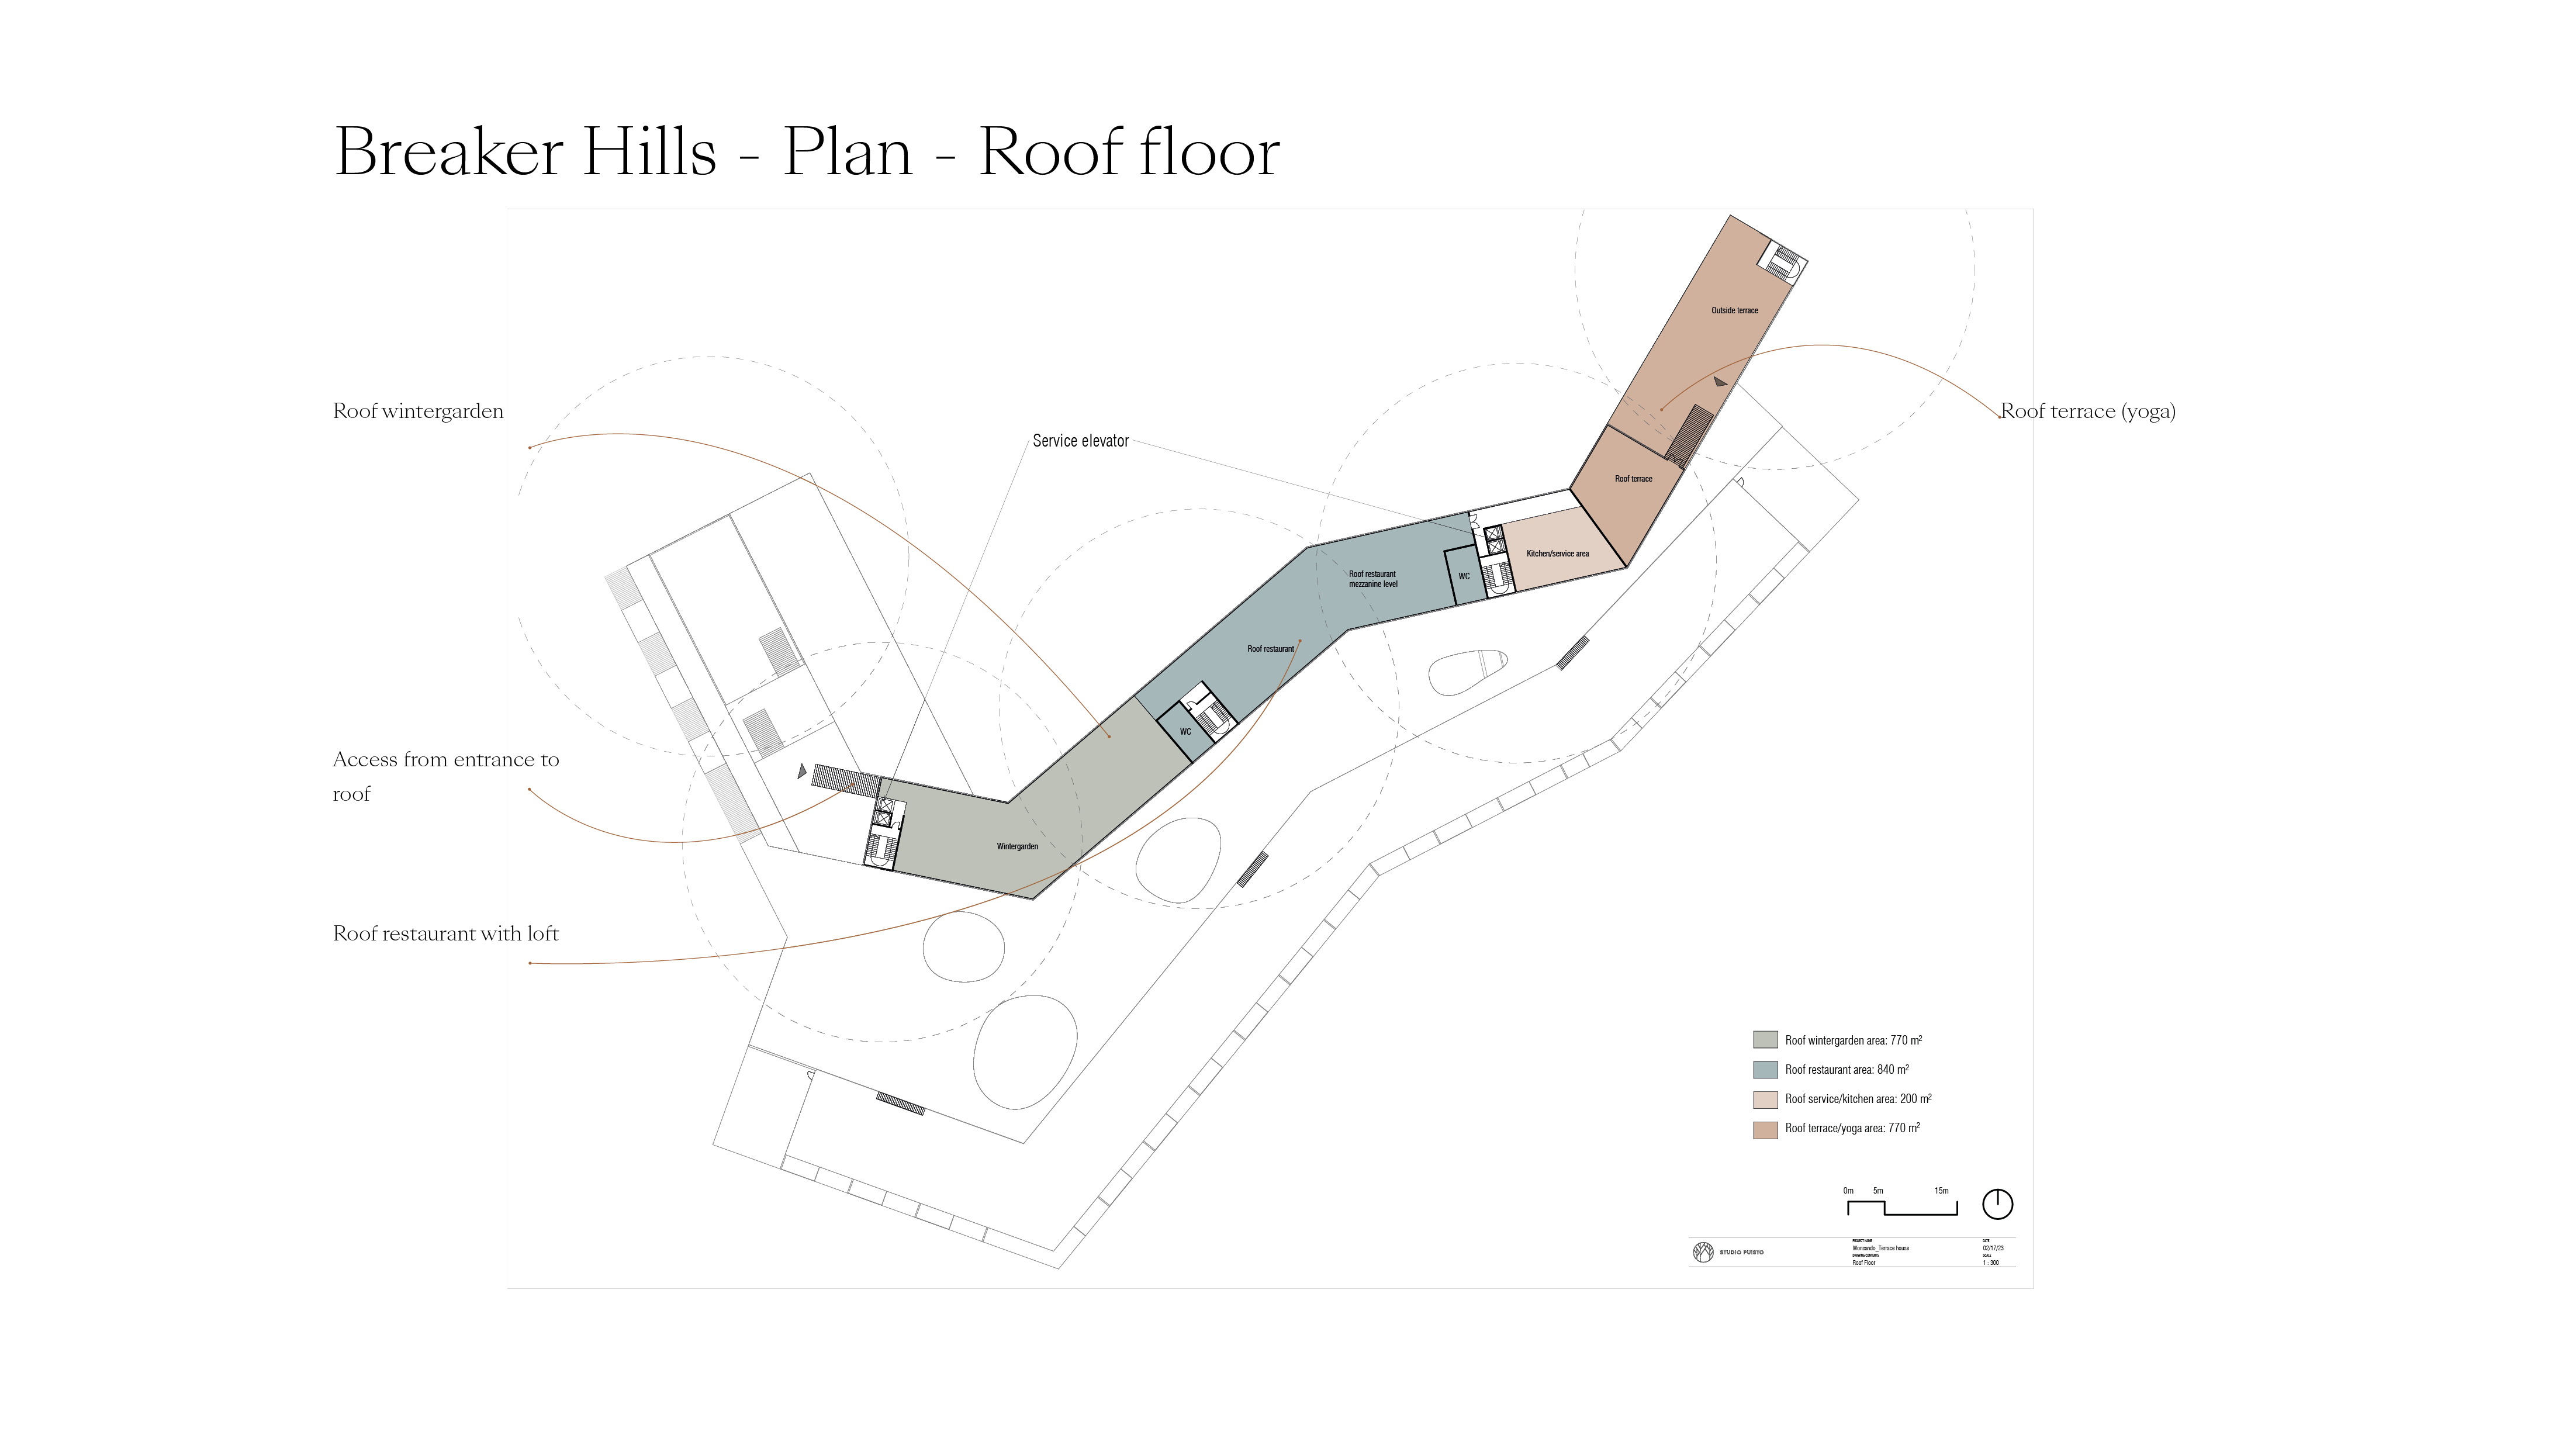 Breaker Hills - Plan - Roof floor
Outside terrace
Roof wintergarden
Roof terrace (yoga)
Service elevator
Roof terrace
Kitchen/service area
Roof restaurant
mezzanine level
WC
Roof restaurant
WC
Access from entrance to
roof
Wintergarden
Roof restaurant with loft
Roof wintergarden area: 770 m²
Roof restaurant area: 840 m²
Roof service/kitchen area: 200 m²
Roof terrace/yoga area: 770 m²
0m 5m 15m
STUDIO PUISTO
PROJECT NAME
Wonsando_Terrace house
DRAWING CONTENTS
Roof Floor
DATE
02/17/23
SCALE
1 : 300